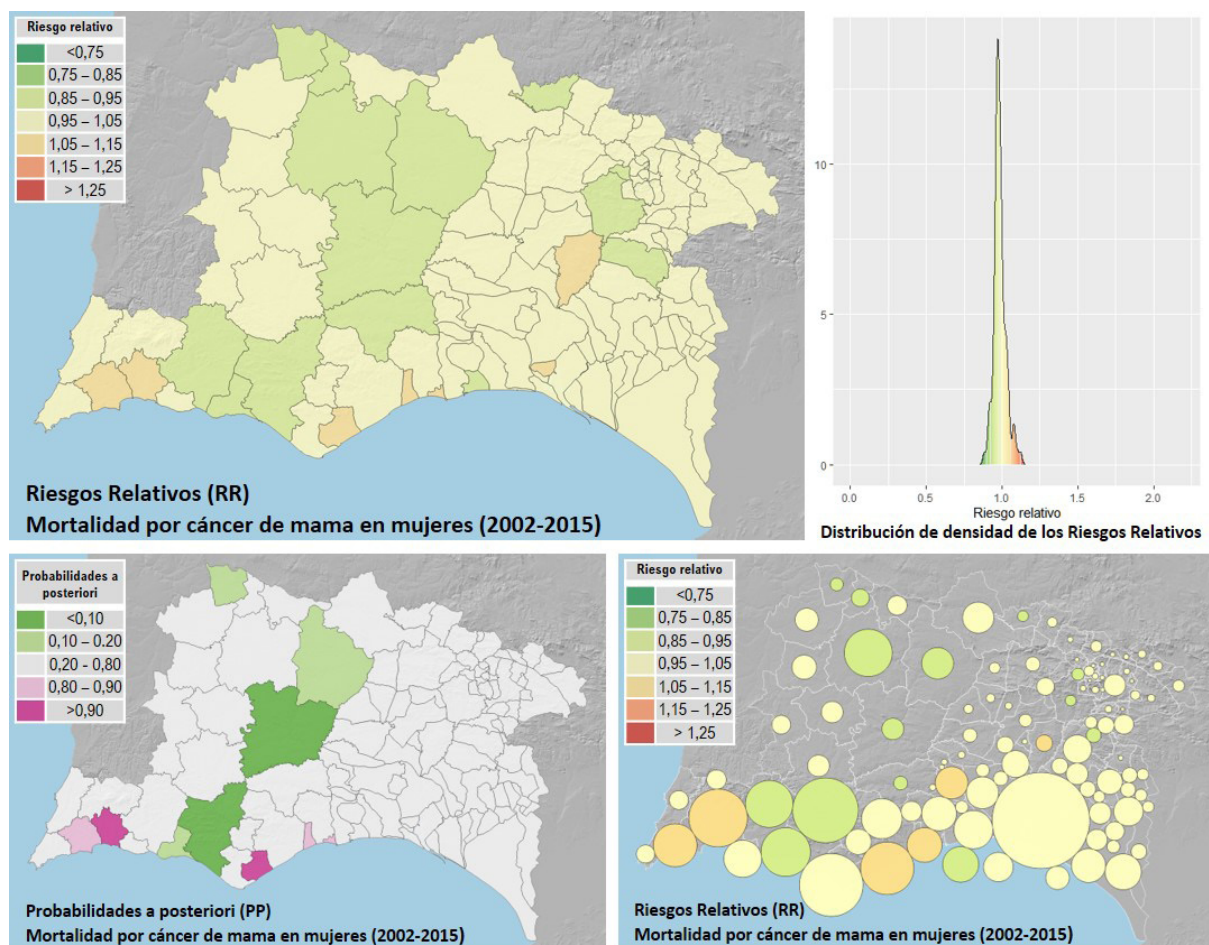 Riesgo relativo
<0,75
0,75 – 0,85
0,85 – 0,95
0,95 – 1,05
1,05 – 1,15
1,15 – 1,25
> 1,25
Riesgos Relativos (RR)
Mortalidad por cáncer de mama en mujeres (2002-2015)
10
5
0
0.0 0.5 1.0 1.5 2.0
Riesgo relativo
Distribución de densidad de los Riesgos Relativos
Probabilidades a
posteriori
<0,10
0,10 – 0.20
0,20 - 0,80
0,80 – 0,90
>0,90
Probabilidades a posteriori (PP)
Mortalidad por cáncer de mama en mujeres (2002-2015)
Riesgo relativo
<0,75
0,75 – 0,85
0,85 – 0,95
0,95 – 1,05
1,05 – 1,15
1,15 – 1,25
> 1,25
Riesgos Relativos (RR)
Mortalidad por cáncer de mama en mujeres (2002-2015)